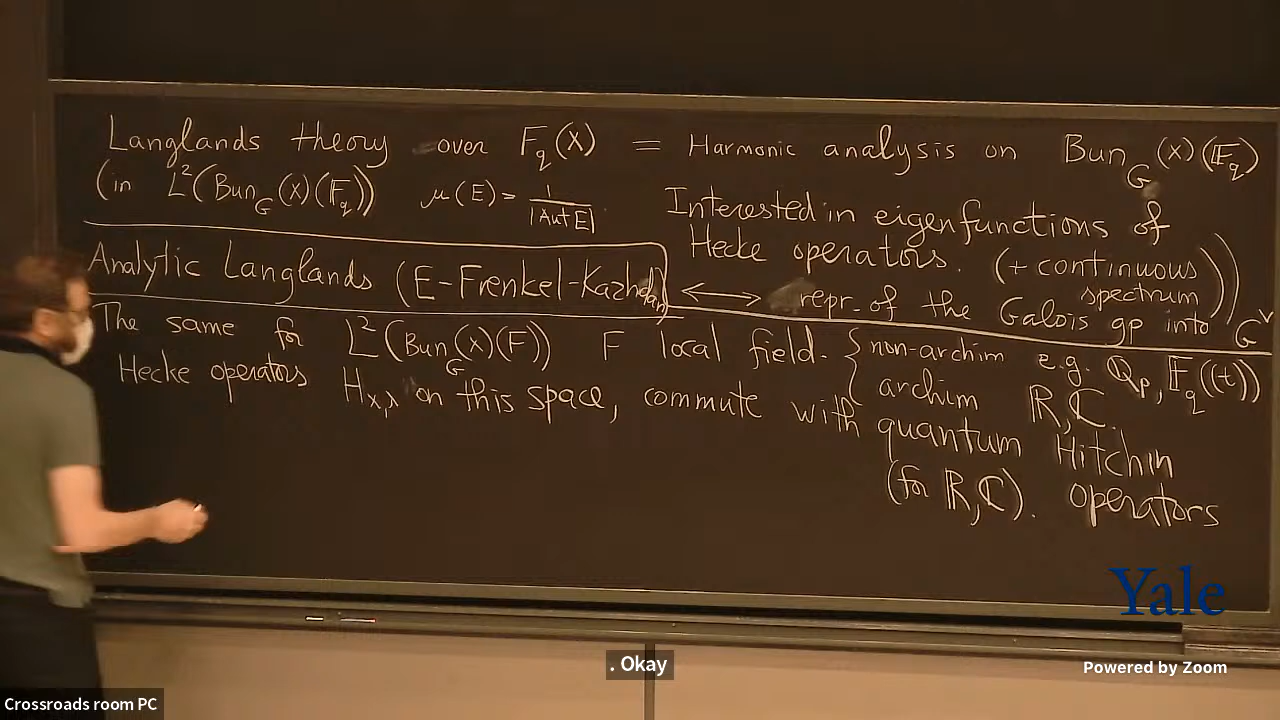 Langlands theory over F_q(X) = Harmonic analysis on Bun_G(X)(F_q)
(in L²(Bun_G(X)(F_q)) μ(E) = 1/|Aut E|
Interested in eigenfunctions of
Hecke operators. (+ continuous spectrum))
⟷ repr. of the Galois gp into G^∨
Analytic Langlands (E-Frenkel-Kazhdan)
The same for L²(Bun_G(X)(F)) F local field. { non-archim e.g. Q_p, F_q((t))
archim R, C.
Hecke operators H_{x,λ} on this space, commute with quantum Hitchin
(for R, C). operators
. Okay
Yale
Powered by Zoom
Crossroads room PC